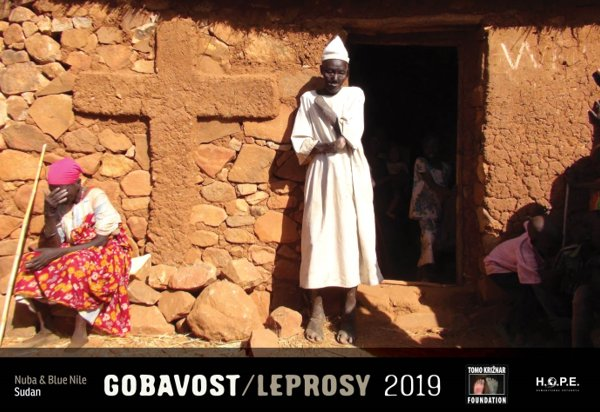 Nuba & Blue Nile
Sudan
GOBAVOST/LEPROSY 2019
TOMO KRIŽNAR
FOUNDATION
H.O.P.E.